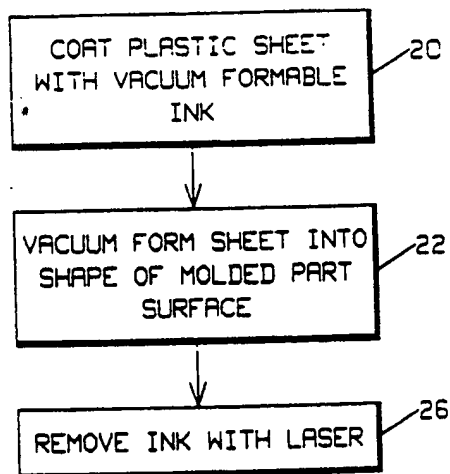 COAT PLASTIC SHEET
WITH VACUUM FORMABLE
INK
20
VACUUM FORM SHEET INTO
SHAPE OF MOLDED PART
SURFACE
22
REMOVE INK WITH LASER
26